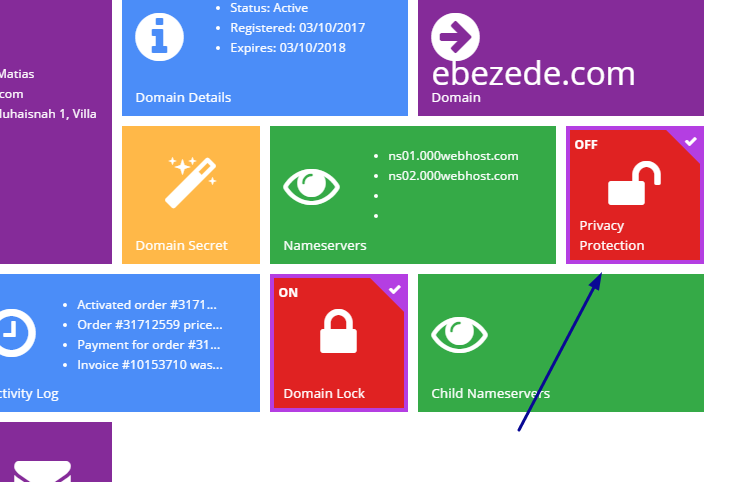 Matias
com
luhaisnah 1, Villa
Status: Active
Registered: 03/10/2017
Expires: 03/10/2018
Domain Details
ebezede.com
Domain
Domain Secret
ns01.000webhost.com
ns02.000webhost.com
Nameservers
OFF
Privacy
Protection
Activated order #3171...
Order #31712559 price...
Payment for order #31...
Invoice #10153710 was...
ctivity Log
ON
Domain Lock
Child Nameservers